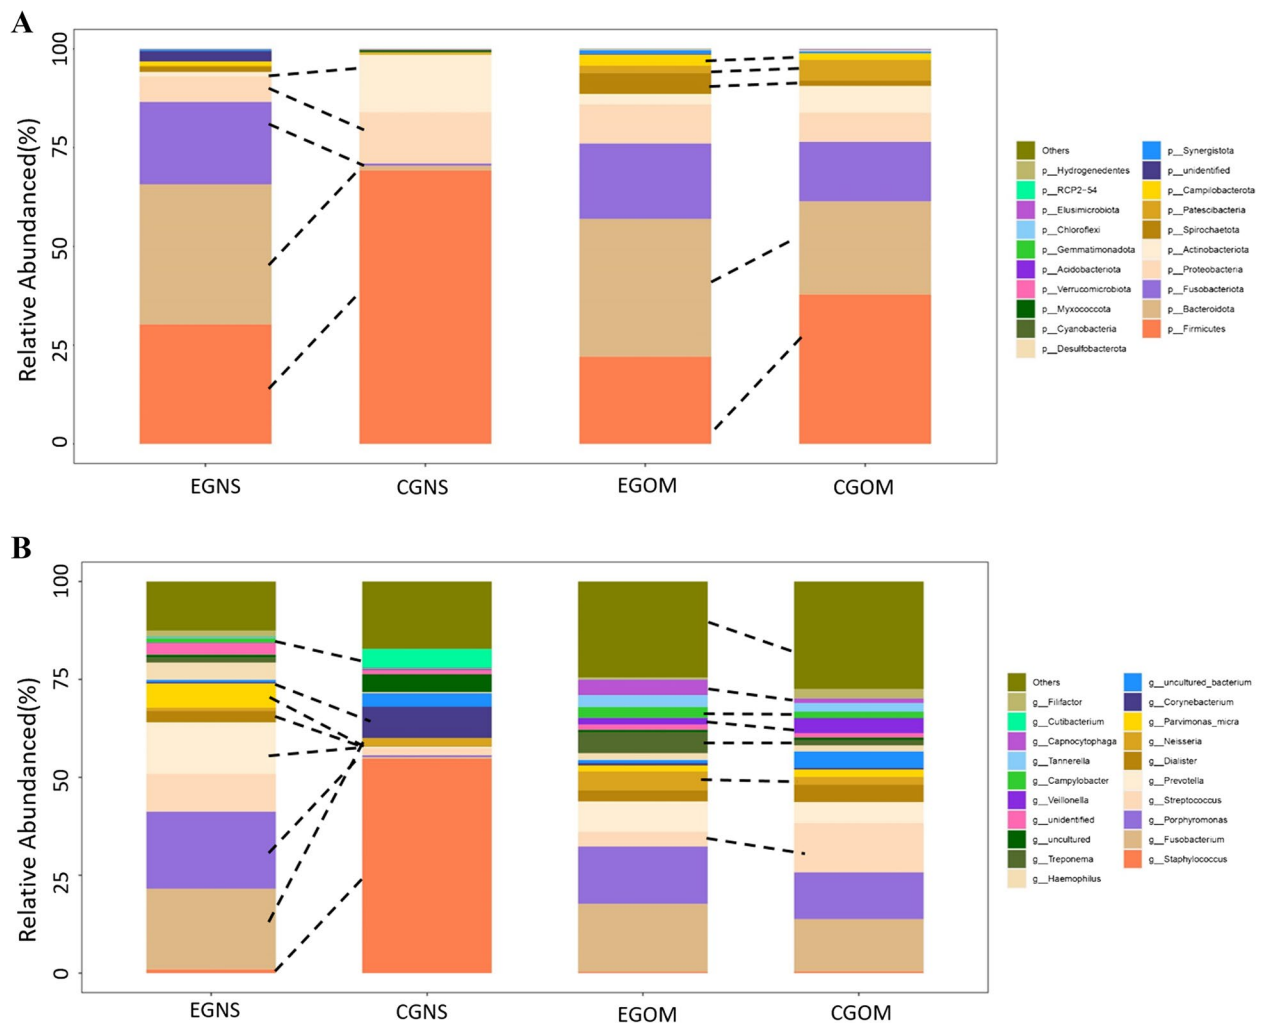 A
Relative Abundanced(%)
100
75
50
25
0
EGNS
CGNS
EGOM
CGOM
Others
p__Hydrogenedentes
p__RCP2-54
p__Elusimicrobiota
p__Chloroflexi
p__Gemmatimonadota
p__Acidobacteriota
p__Verrucomicrobiota
p__Myxococcota
p__Cyanobacteria
p__Desulfobacterota
p__Synergistota
p__unidentified
p__Campilobacterota
p__Patescibacteria
p__Spirochaetota
p__Actinobacteriota
p__Proteobacteria
p__Fusobacteriota
p__Bacteroidota
p__Firmicutes
B
Relative Abundanced(%)
100
75
50
25
0
EGNS
CGNS
EGOM
CGOM
Others
g__Filifactor
g__Cutibacterium
g__Capnocytophaga
g__Tannerella
g__Campylobacter
g__Veillonella
g__unidentified
g__uncultured
g__Treponema
g__Haemophilus
g__uncultured_bacterium
g__Corynebacterium
g__Parvimonas_micra
g__Neisseria
g__Dialister
g__Prevotella
g__Streptococcus
g__Porphyromonas
g__Fusobacterium
g__Staphylococcus